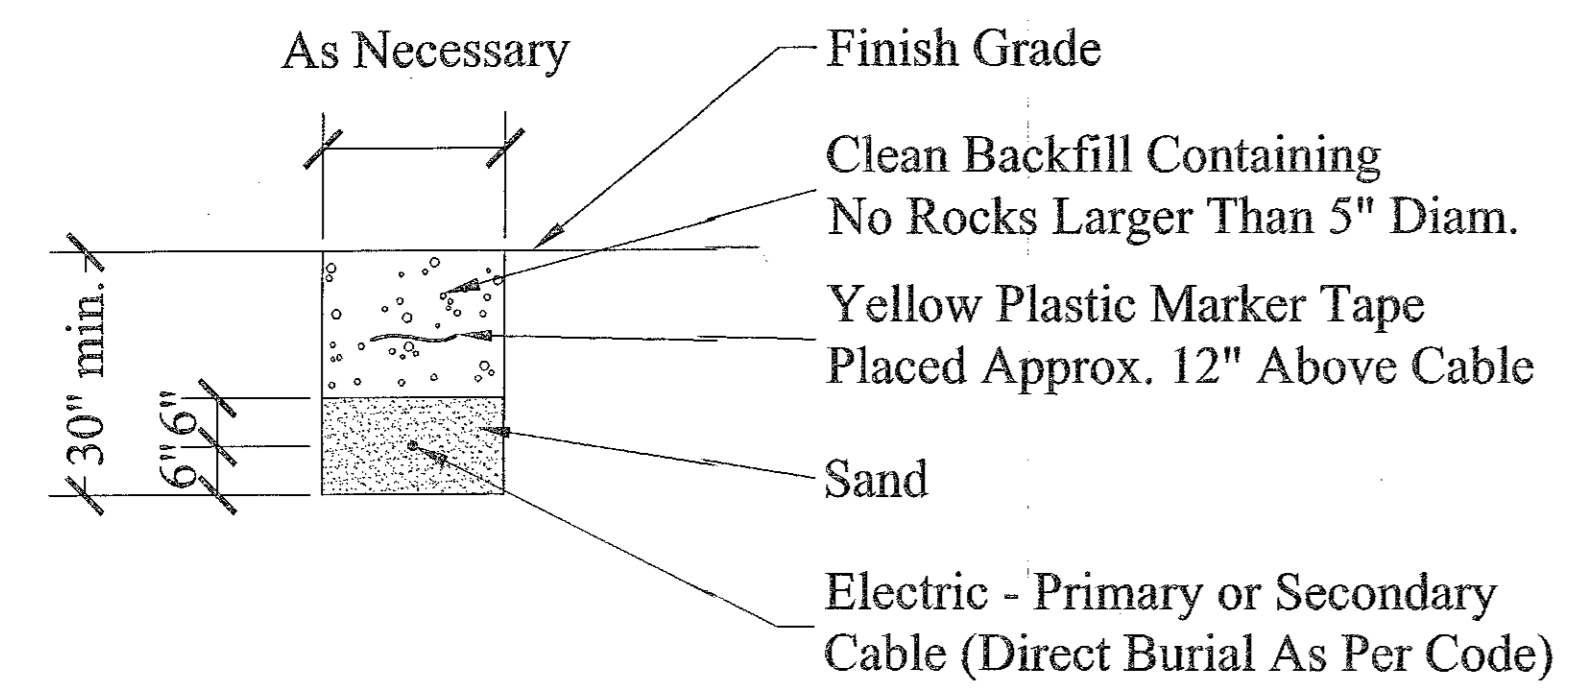 As Necessary
Finish Grade
Clean Backfill Containing
No Rocks Larger Than 5" Diam.
Yellow Plastic Marker Tape
Placed Approx. 12" Above Cable
30" min.
6" 6"
Sand
Electric - Primary or Secondary
Cable (Direct Burial As Per Code)